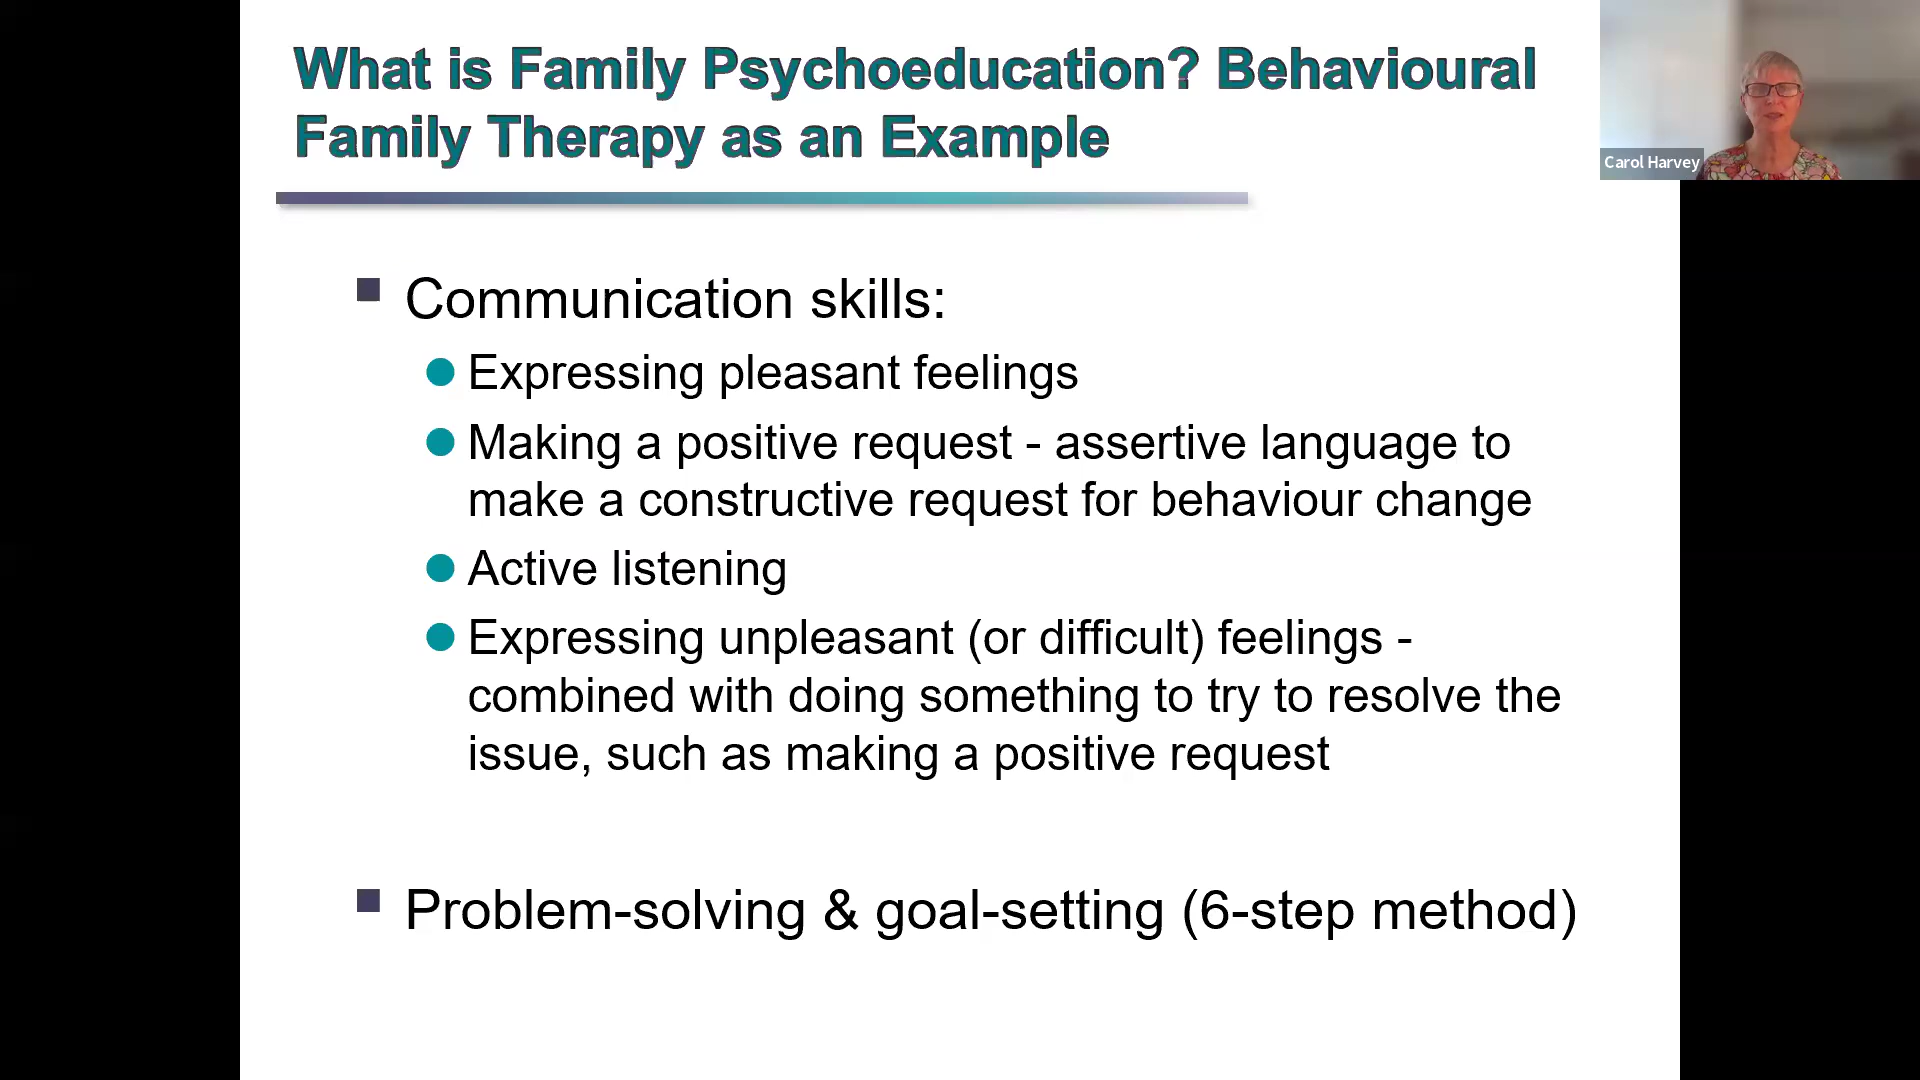 What is Family Psychoeducation? Behavioural
Family Therapy as an Example
Carol Harvey
Communication skills:
Expressing pleasant feelings
Making a positive request - assertive language to
make a constructive request for behaviour change
Active listening
Expressing unpleasant (or difficult) feelings -
combined with doing something to try to resolve the
issue, such as making a positive request
Problem-solving & goal-setting (6-step method)